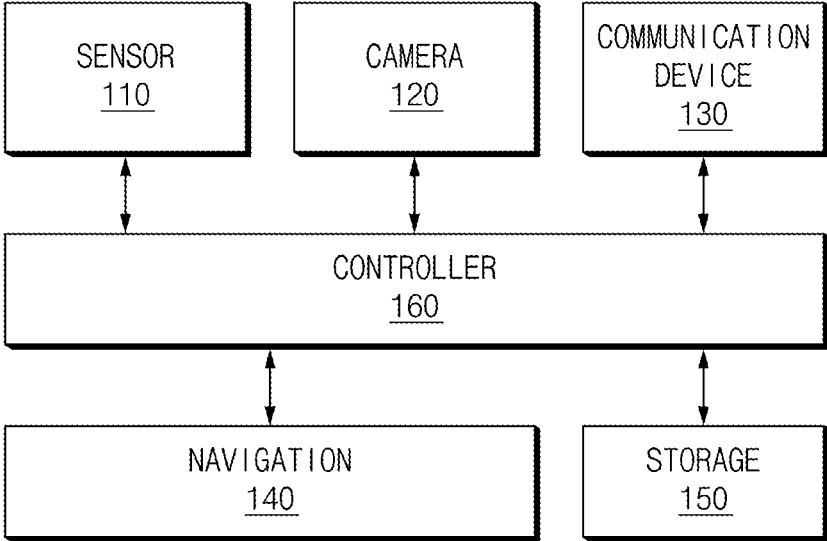 SENSOR
110
CAMERA
120
COMMUNICATION
DEVICE
130
CONTROLLER
160
NAVIGATION
140
STORAGE
150